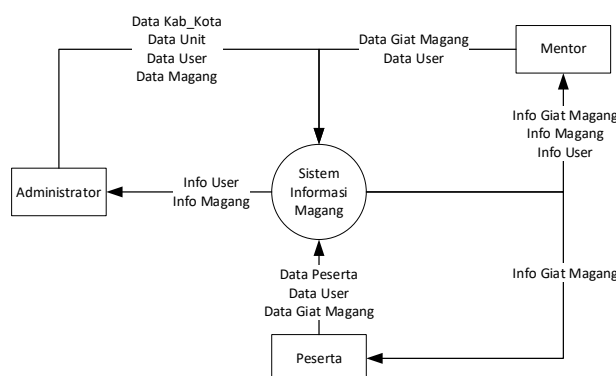 Data Kab_Kota
Data Unit
Data User
Data Magang
Data Giat Magang
Data User
Mentor
Info Giat Magang
Info Magang
Info User
Administrator
Info User
Info Magang
Sistem
Informasi
Magang
Data Peserta
Data User
Data Giat Magang
Info Giat Magang
Peserta